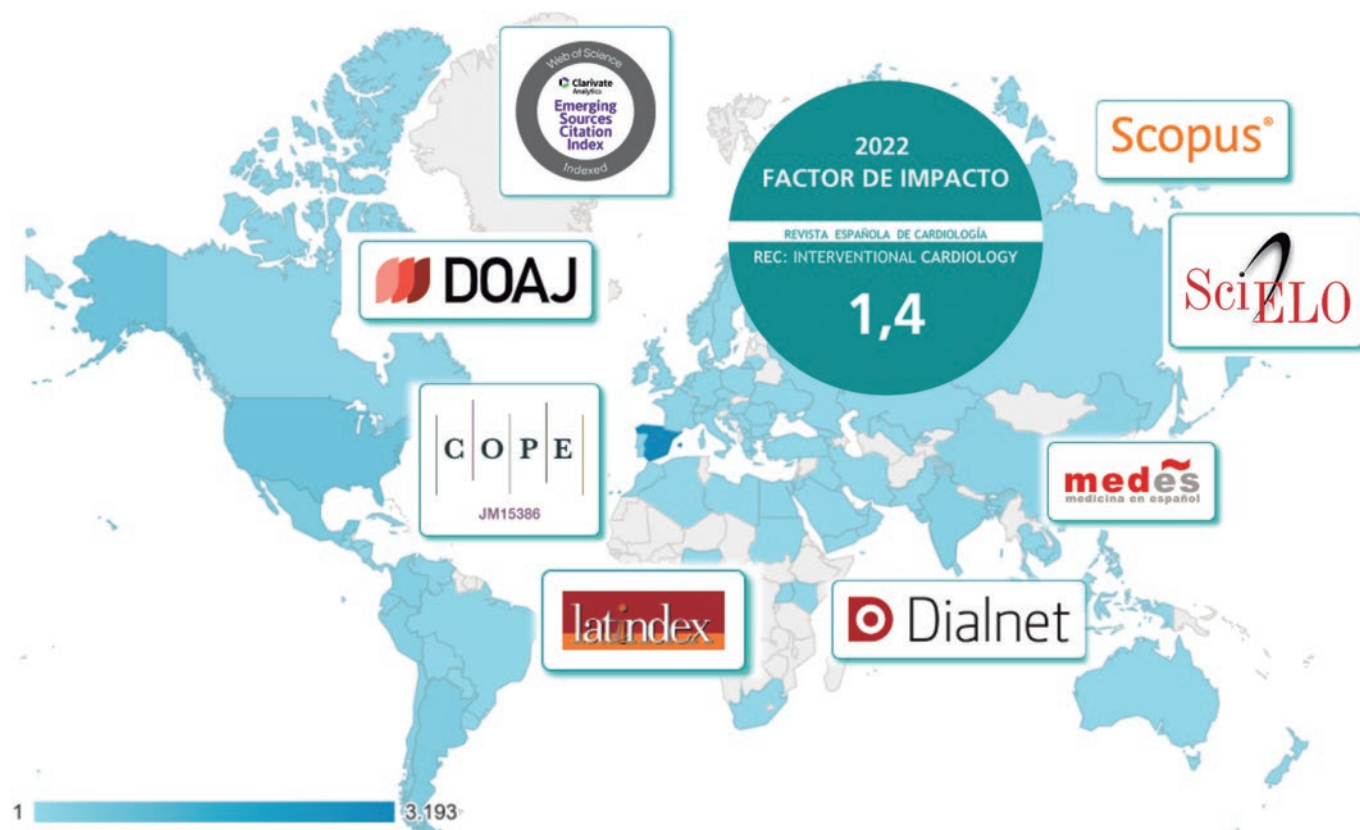 Web of Science
Clarivate
Analytics
Emerging
Sources
Citation
Index
Indexed
2022
FACTOR DE IMPACTO
REVISTA ESPAÑOLA DE CARDIOLOGÍA
REC: INTERVENTIONAL CARDIOLOGY
1,4
Scopus®
DOAJ
SciELO
COPE
JM15386
medes
medicina en español
latindex
Dialnet
1 3.193